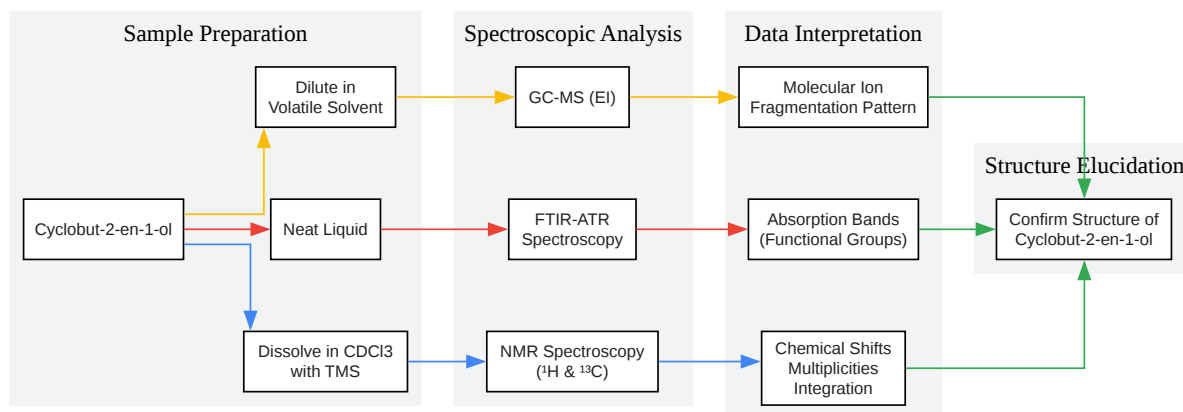 Sample Preparation
Spectroscopic Analysis
Data Interpretation
Structure Elucidation
Dilute in
Volatile Solvent
GC-MS (EI)
Molecular Ion
Fragmentation Pattern
Cyclobut-2-en-1-ol
Neat Liquid
FTIR-ATR
Spectroscopy
Absorption Bands
(Functional Groups)
Confirm Structure of
Cyclobut-2-en-1-ol
Dissolve in CDCl3
with TMS
NMR Spectroscopy
(¹H & ¹³C)
Chemical Shifts
Multiplicities
Integration